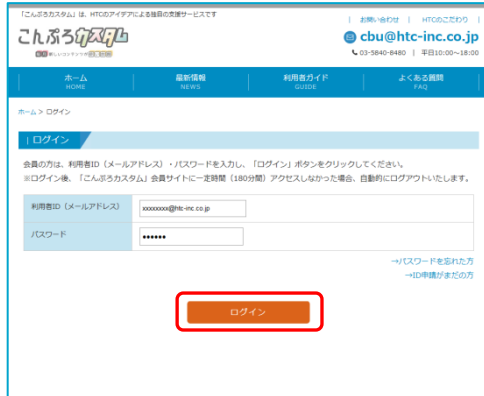 「こんぷろカスタム」は、HTCのアイデアによる独自の支援サービスです
| お問い合わせ | HTCのこだわり |
こんぷろカスタム
cbu@htc-inc.co.jp
03-5840-8480 | 平日10:00~18:00
ホーム 最新情報 利用者ガイド よくある質問
HOME NEWS GUIDE FAQ
ホーム > ログイン
| ログイン
会員の方は、利用者ID（メールアドレス）・パスワードを入力し、「ログイン」ボタンをクリックしてください。
※ログイン後、「こんぷろカスタム」会員サイトに一定時間（180分間）アクセスしなかった場合、自動的にログアウトいたします。
利用者ID（メールアドレス） xxxxxxxx@htc-inc.co.jp
パスワード ••••••
→パスワードを忘れた方
→ID申請がまだの方
ログイン